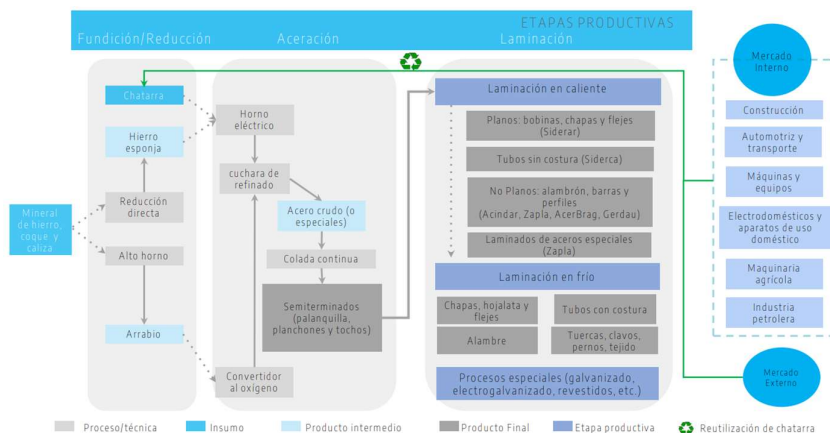 ETAPAS PRODUCTIVAS
Fundición/Reducción
Aceración
Laminación
Chatarra
Hierro
esponja
Reducción
directa
Mineral
de hierro,
coque y
caliza
Alto horno
Arrabio
Horno
eléctrico
cuchara de
refinado
Acero crudo (o
especiales)
Colada continua
Semiterminados
(palanquilla,
planchones y tochos)
Convertidor
al oxígeno
Laminación en caliente
Planos: bobinas, chapas y flejes
(Siderar)
Tubos sin costura (Siderca)
No Planos: alambrón, barras y
perfiles
(Acindar, Zapla, AcerBrag, Gerdau)
Laminados de aceros especiales
(Zapla)
Laminación en frío
Chapas, hojalata y
flejes
Tubos con costura
Alambre
Tuercas, clavos,
pernos, tejido
Procesos especiales (galvanizado,
electrogalvanizado, revestidos, etc.)
Mercado
Interno
Construcción
Automotriz y
transporte
Máquinas y
equipos
Electrodomésticos y
aparatos de uso
doméstico
Maquinaria
agrícola
Industria
petrolera
Mercado
Externo
Proceso/técnica
Insumo
Producto intermedio
Producto Final
Etapa productiva
Reutilización de chatarra